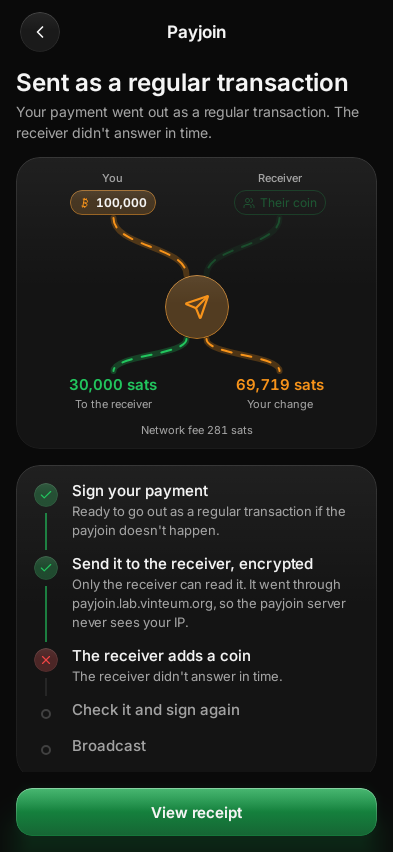 Payjoin
Sent as a regular transaction
Your payment went out as a regular transaction. The
receiver didn't answer in time.
You
Receiver
100,000
Their coin
30,000 sats
69,719 sats
To the receiver
Your change
Network fee 281 sats
Sign your payment
Ready to go out as a regular transaction if the
payjoin doesn't happen.
Send it to the receiver, encrypted
Only the receiver can read it. It went through
payjoin.lab.vinteum.org, so the payjoin server
never sees your IP.
The receiver adds a coin
The receiver didn't answer in time.
Check it and sign again
Broadcast
View receipt